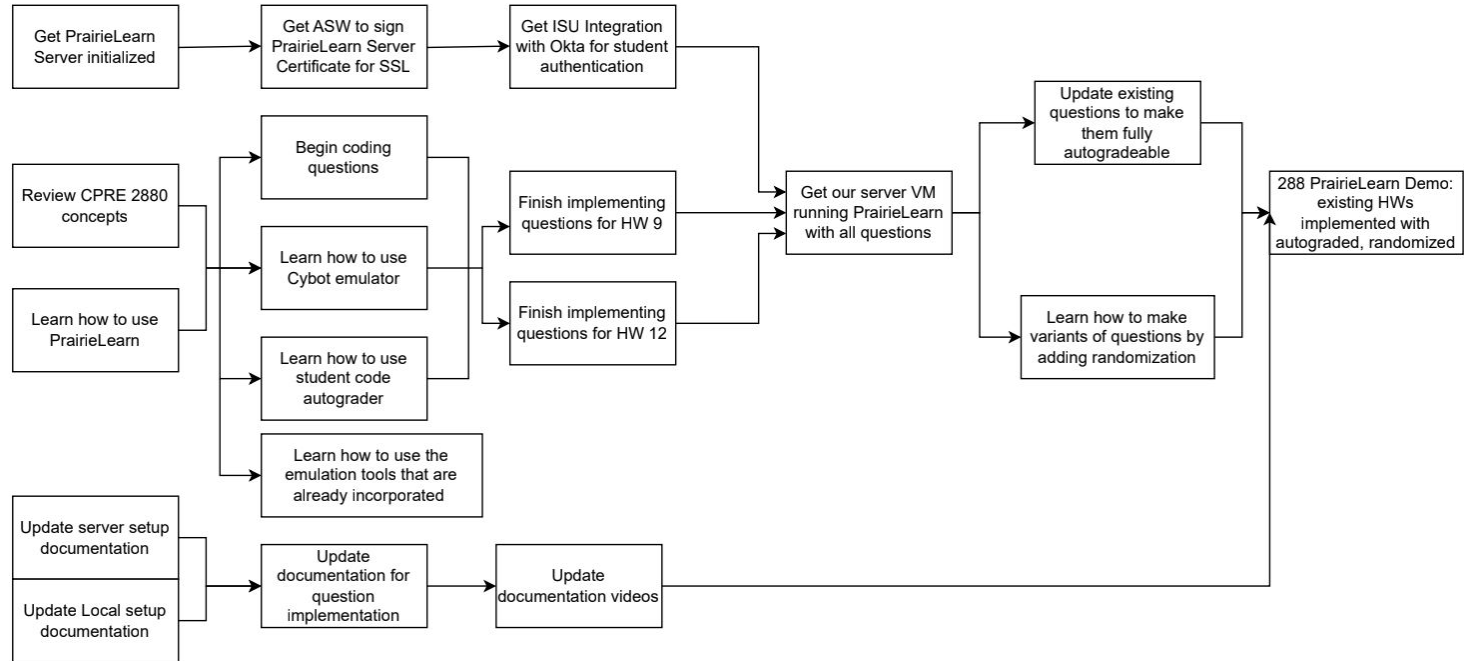 Get PrairieLearn
Server initialized
Get ASW to sign
PrairieLearn Server
Certificate for SSL
Get ISU Integration
with Okta for student
authentication
Update existing
questions to make
them fully
autogradeable
Begin coding
questions
Review CPRE 2880
concepts
Finish implementing
questions for HW 9
Get our server VM
running PrairieLearn
with all questions
288 PrairieLearn Demo:
existing HWs
implemented with
autograded, randomized
Learn how to use
Cybot emulator
Learn how to use
PrairieLearn
Finish implementing
questions for HW 12
Learn how to make
variants of questions by
adding randomization
Learn how to use
student code
autograder
Learn how to use the
emulation tools that are
already incorporated
Update server setup
documentation
Update Local setup
documentation
Update
documentation for
question
implementation
Update
documentation videos